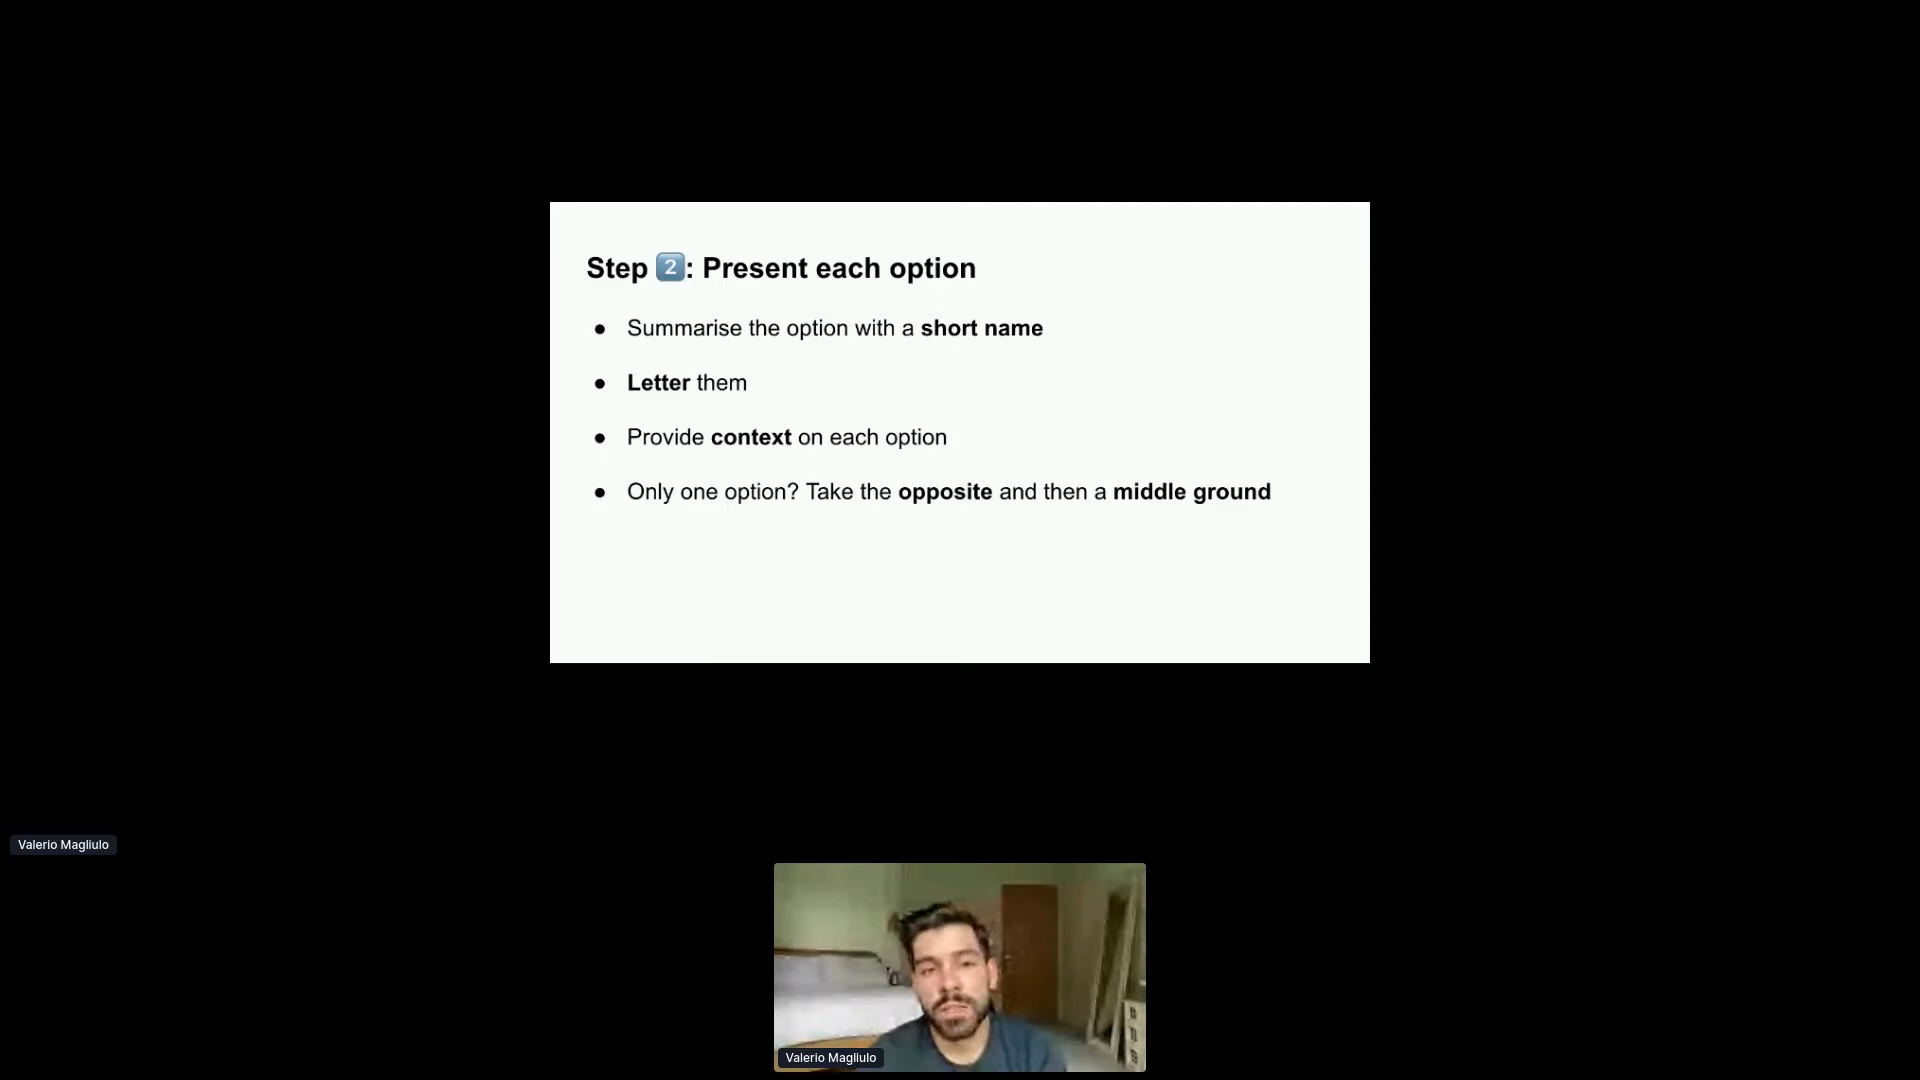 Step 2️⃣: Present each option
● Summarise the option with a short name
● Letter them
● Provide context on each option
● Only one option? Take the opposite and then a middle ground
Valerio Magliulo
Valerio Magliulo